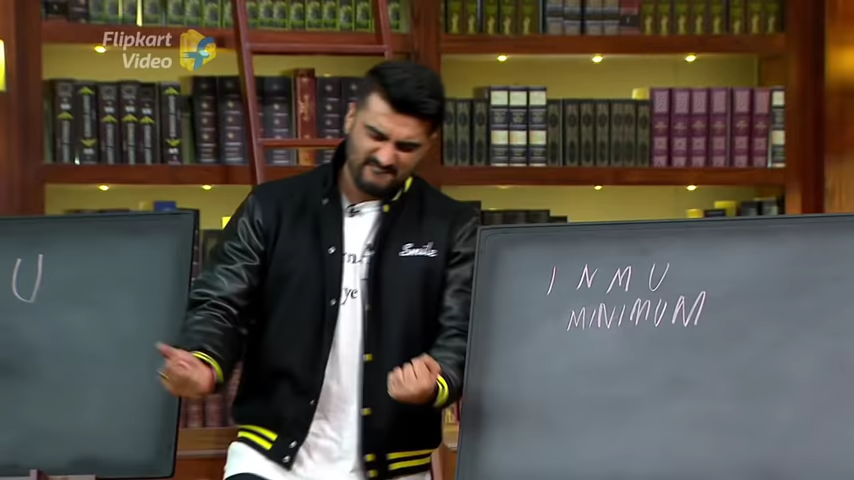 Flipkart
Video
U
Smile
I N M U
MINIMUM